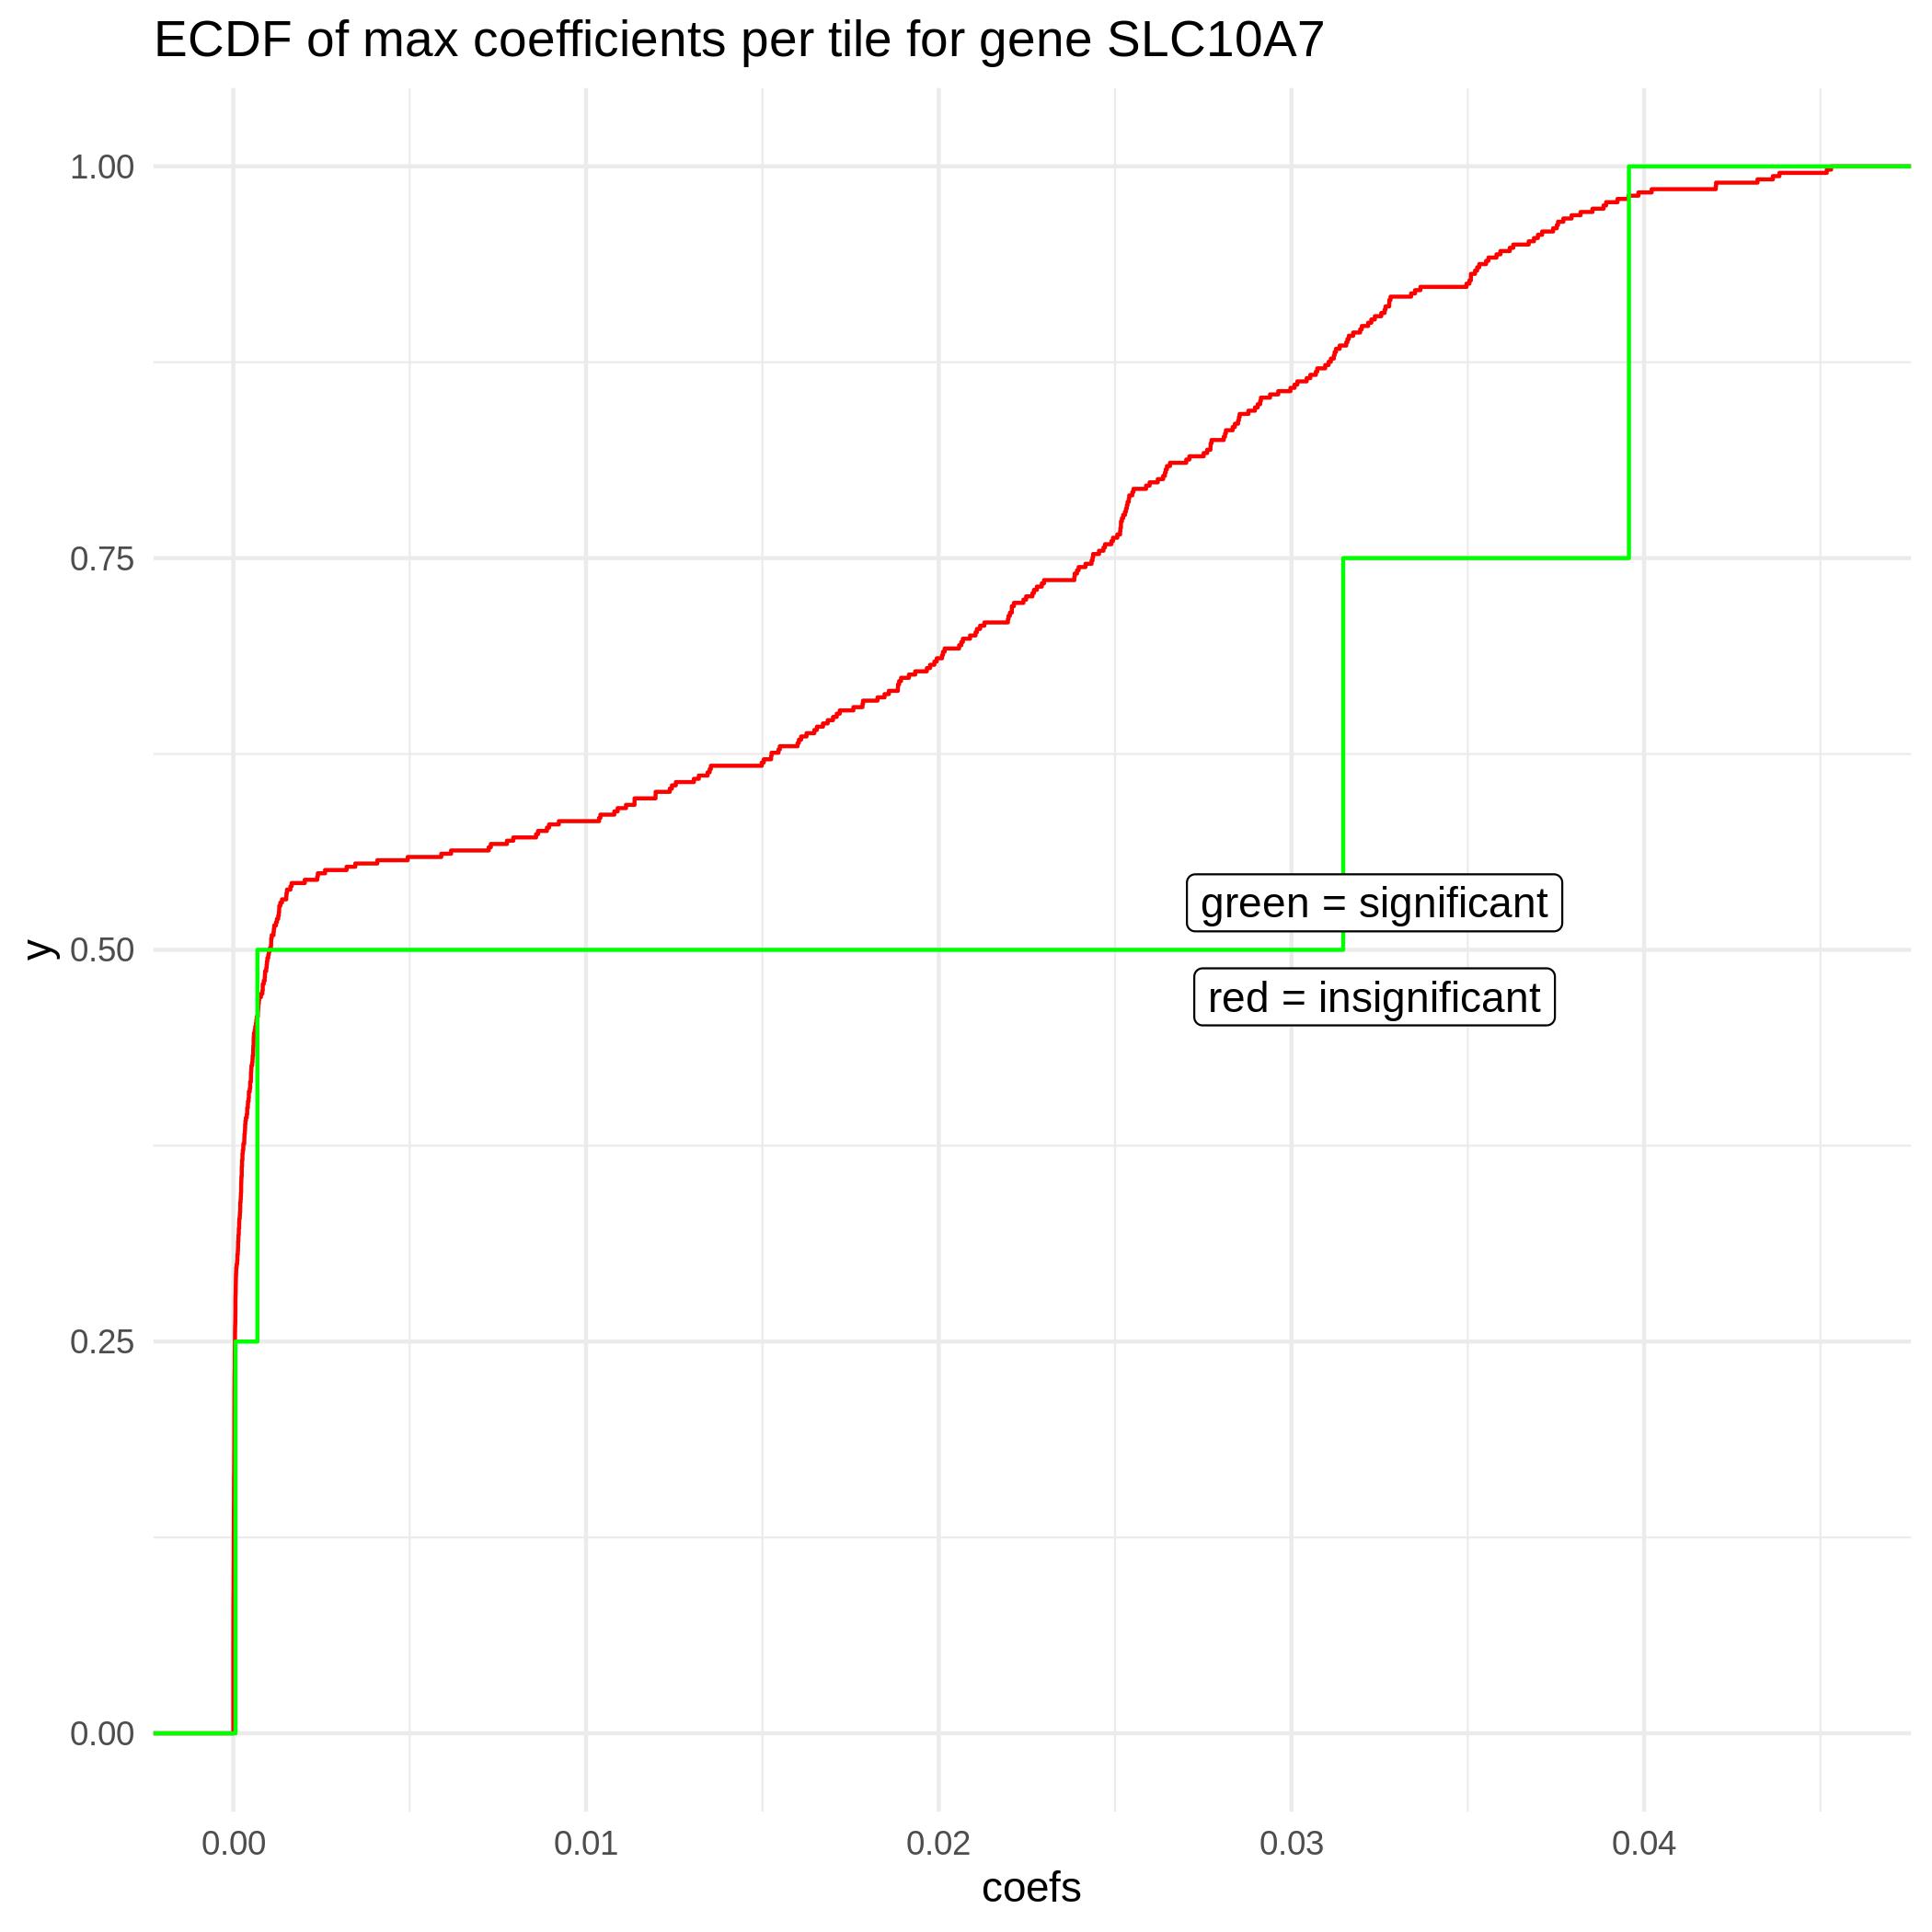 ECDF of max coefficients per tile for gene SLC10A7
1.00
0.75
0.50
0.25
0.00
y
green = significant
red = insignificant
0.00 0.01 0.02 0.03 0.04
coefs